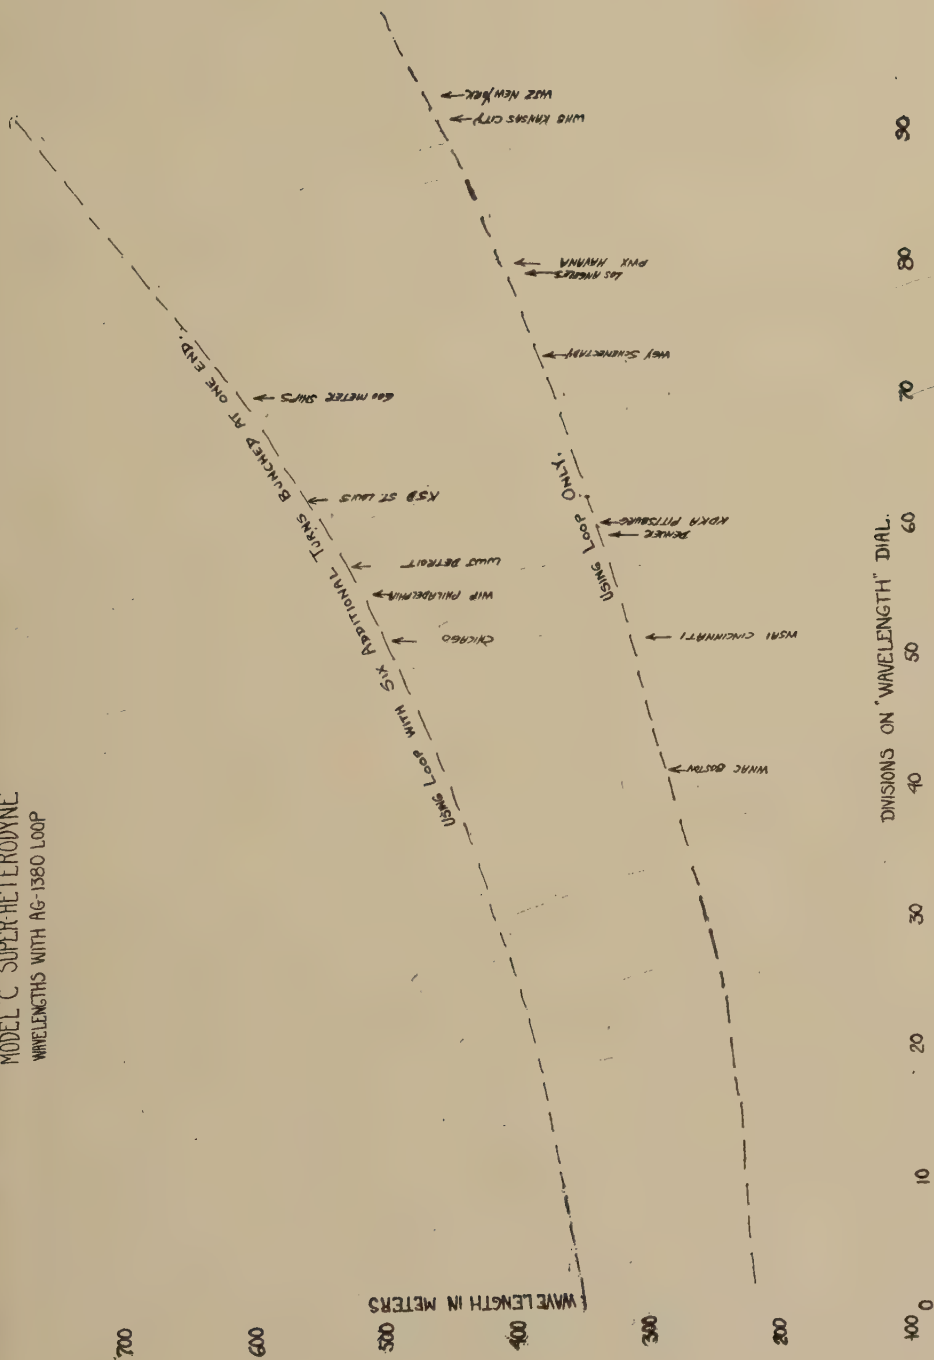 MODEL C SUPER-HETERODYNE
WAVELENGTHS WITH AG-1380 LOOP
WAVELENGTH IN METERS
700
600
500
400
300
200
100
USING LOOP WITH SIX ADDITIONAL TURNS BUNCHED AT ONE END.
CHICAGO
WIP PHILADELPHIA
WWJ DETROIT
KSD ST. LOUIS
600 METER SHIPS
USING LOOP ONLY.
WNAC BOSTON
WSAI CINCINNATI
DENVER
KDKA PITTSBURG
WGY SCHENECTADY
LOS ANGELES
PWX HAVANA
WHB KANSAS CITY
NEW YORK
0
10
20
30
40
50
60
70
80
90
DIVISIONS ON "WAVELENGTH" DIAL.